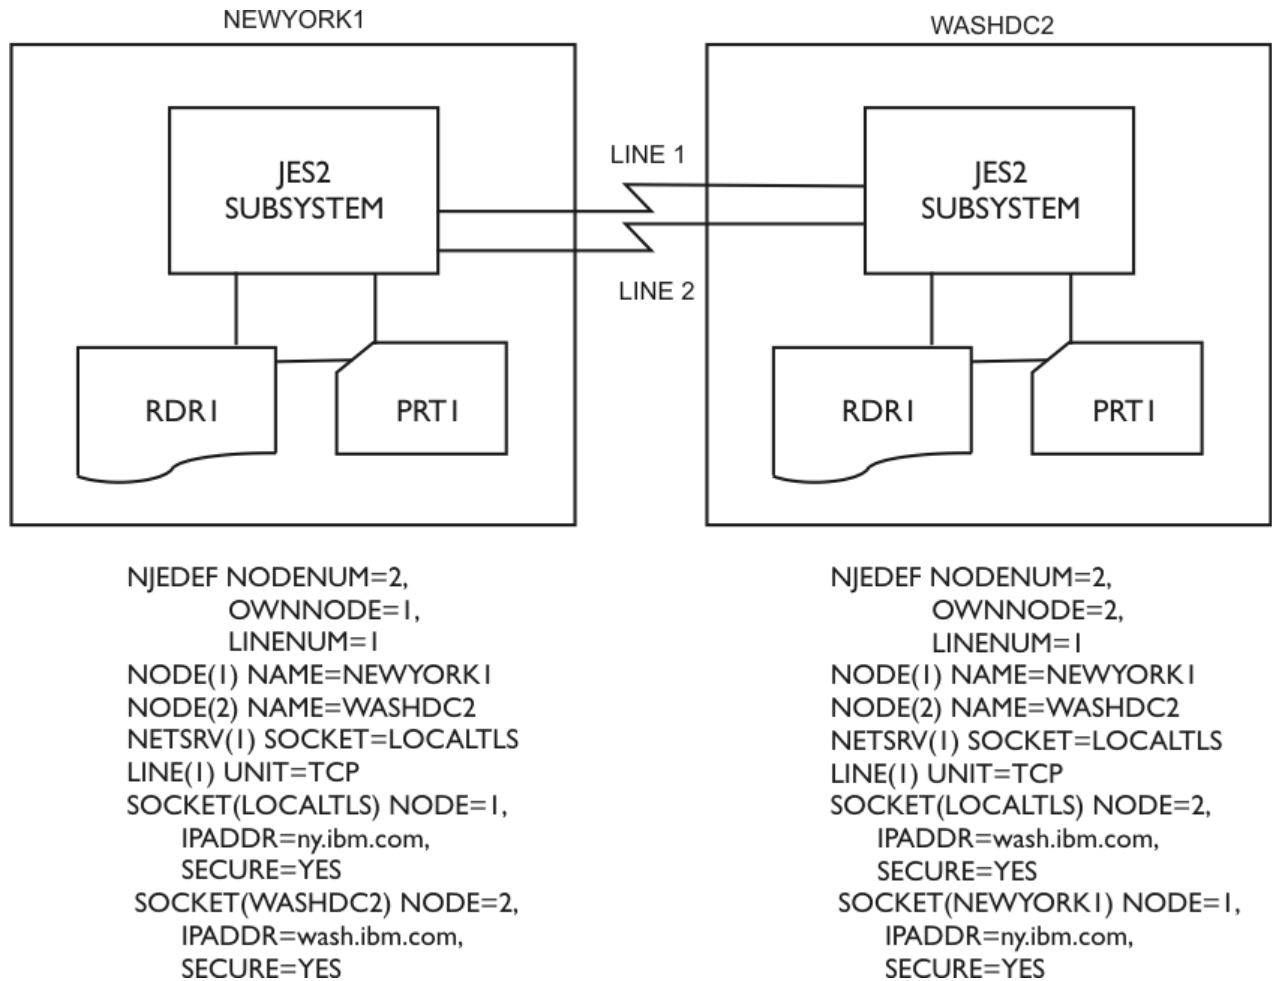 NEWYORK1
WASHDC2
JES2
SUBSYSTEM
LINE 1
LINE 2
JES2
SUBSYSTEM
RDR1
PRT1
RDR1
PRT1
NJEDEF NODENUM=2,
OWNNODE=1,
LINENUM=1
NODE(1) NAME=NEWYORK1
NODE(2) NAME=WASHDC2
NETSRV(1) SOCKET=LOCALTLS
LINE(1) UNIT=TCP
SOCKET(LOCALTLS) NODE=1,
IPADDR=ny.ibm.com,
SECURE=YES
SOCKET(WASHDC2) NODE=2,
IPADDR=wash.ibm.com,
SECURE=YES
NJEDEF NODENUM=2,
OWNNODE=2,
LINENUM=1
NODE(1) NAME=NEWYORK1
NODE(2) NAME=WASHDC2
NETSRV(1) SOCKET=LOCALTLS
LINE(1) UNIT=TCP
SOCKET(LOCALTLS) NODE=2,
IPADDR=wash.ibm.com,
SECURE=YES
SOCKET(NEWYORK1) NODE=1,
IPADDR=ny.ibm.com,
SECURE=YES